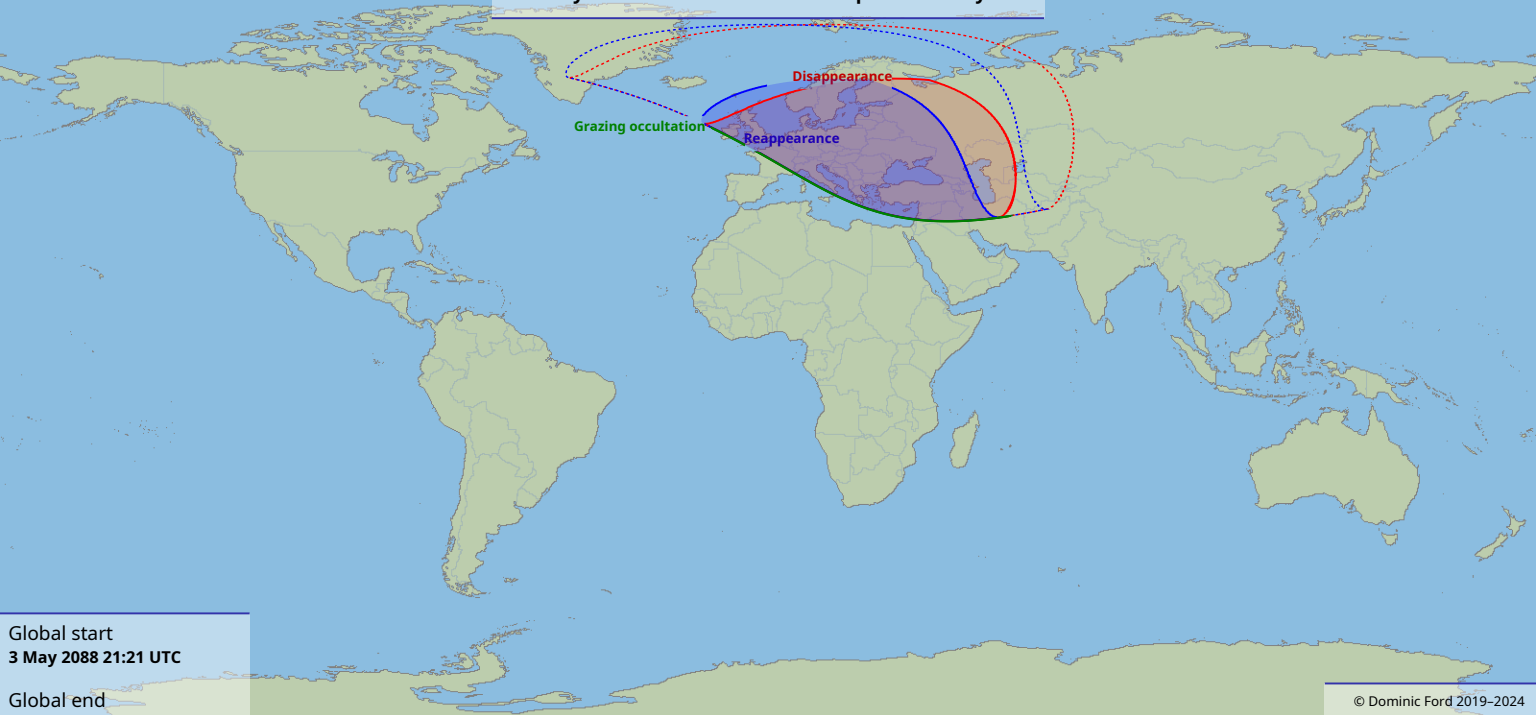 Disappearance
Grazing occultation
Reappearance
Global start
3 May 2088 21:21 UTC
Global end
© Dominic Ford 2019–2024